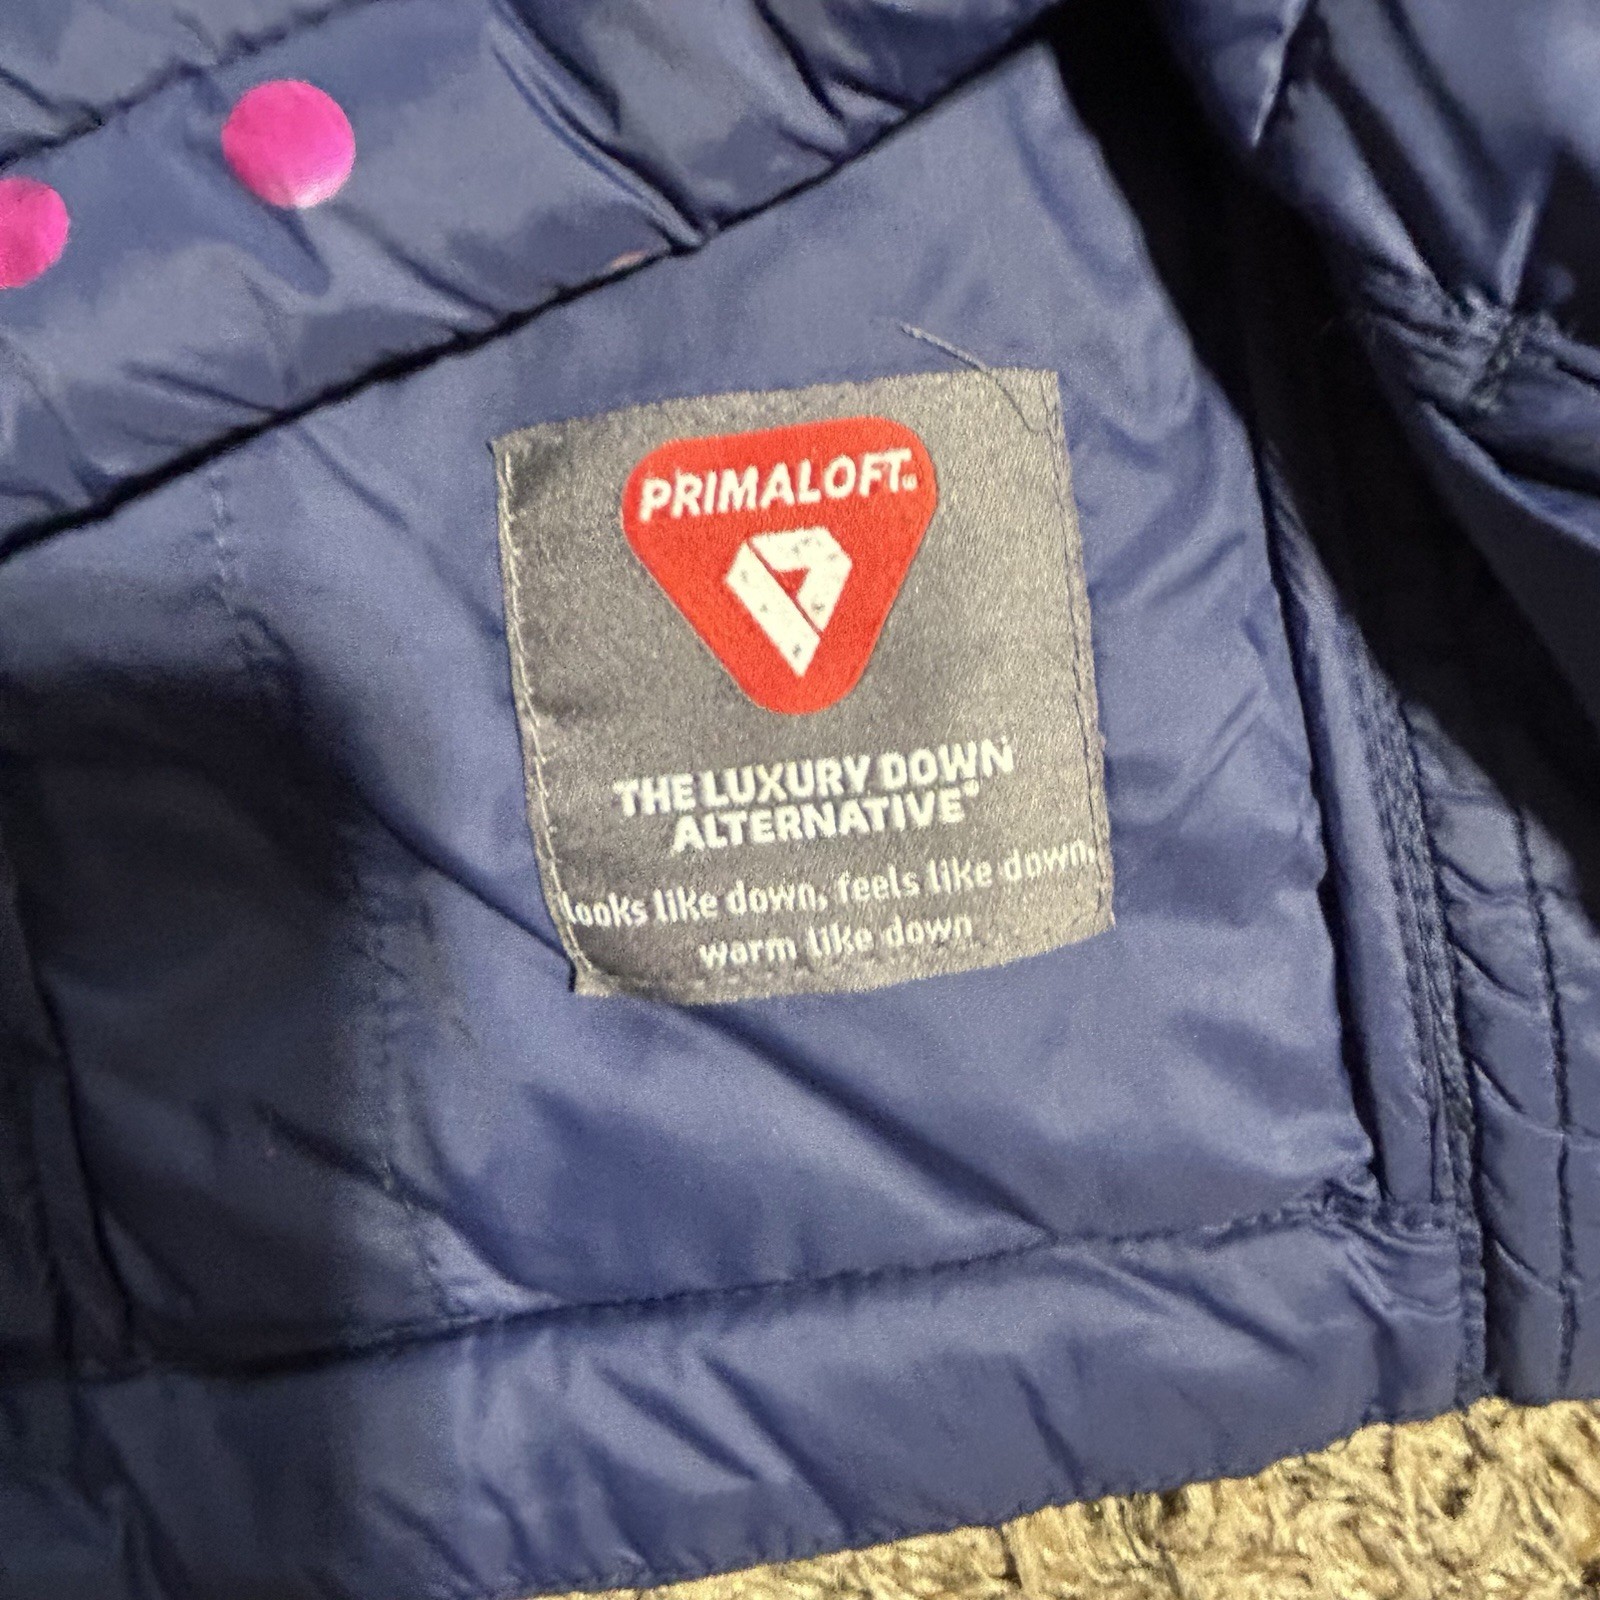 PRIMALOFT®
THE LUXURY DOWN
ALTERNATIVE®
looks like down, feels like down,
warm like down